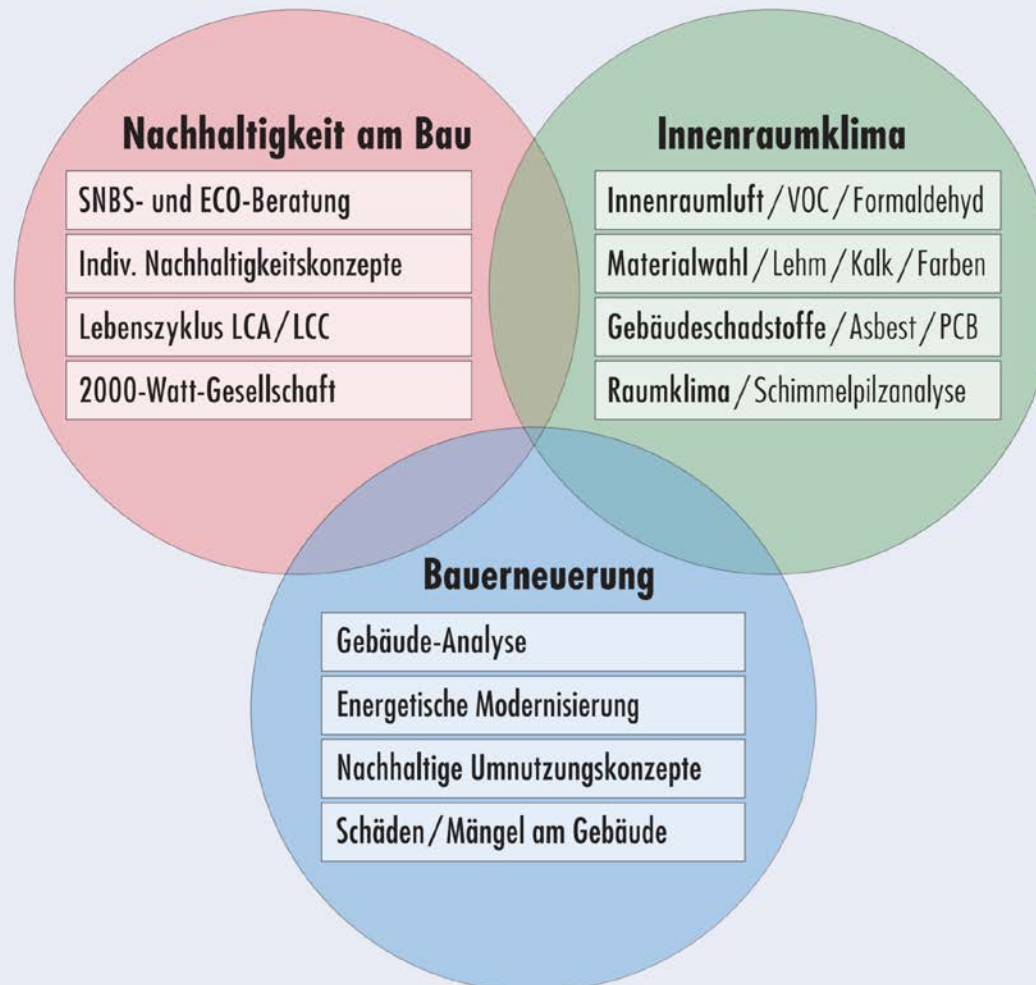 Nachhaltigkeit am Bau
SNBS- und ECO-Beratung
Indiv. Nachhaltigkeitskonzepte
Lebenszyklus LCA/LCC
2000-Watt-Gesellschaft
Innenraumklima
Innenraumluft/VOC/Formaldehyd
Materialwahl/Lehm/Kalk/Farben
Gebäudeschadstoffe/Asbest/PCB
Raumklima/Schimmelpilzanalyse
Bauerneuerung
Gebäude-Analyse
Energetische Modernisierung
Nachhaltige Umnutzungskonzepte
Schäden/Mängel am Gebäude